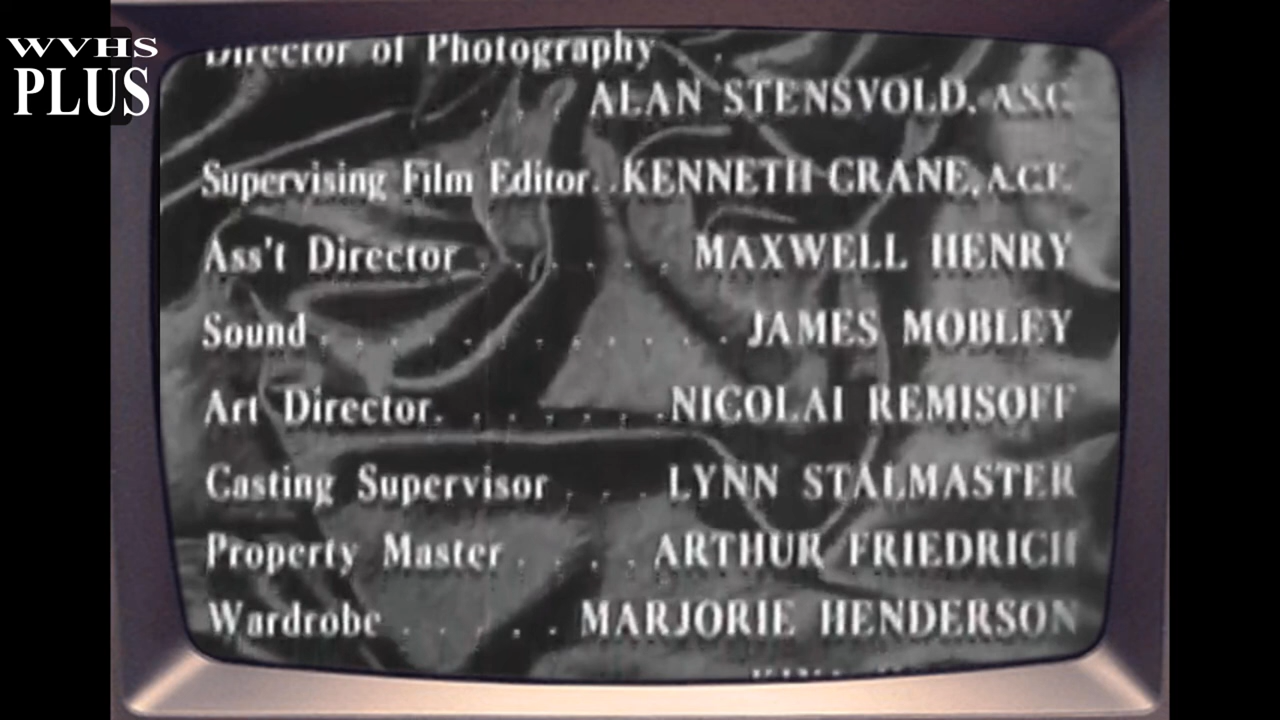 WVHS
PLUS
Director of Photography . .
. . . ALAN STENSVOLD, A.S.C.
Supervising Film Editor. .KENNETH CRANE, A.C.E.
Ass't Director . . . . . . MAXWELL HENRY
Sound . . . . . . . . . . . . JAMES MOBLEY
Art Director. . . . . . . .NICOLAI REMISOFF
Casting Supervisor . . . LYNN STALMASTER
Property Master . . . . ARTHUR FRIEDRICH
Wardrobe . . . . . MARJORIE HENDERSON